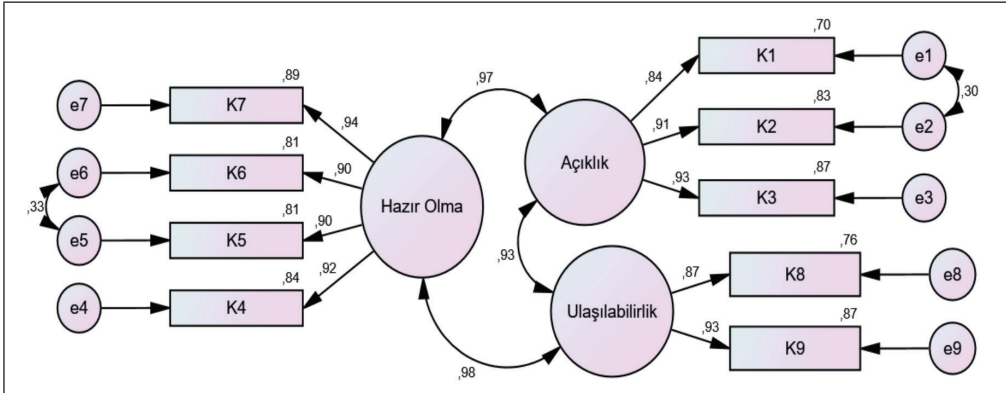 ,70
K1
e1
,89
,97
,84
e7
K7
,30
,83
,94
,91
K2
e2
,81
Açıklık
e6
K6
,90
,87
,93
K3
e3
Hazır Olma
,33
,81
,90
e5
K5
,93
,76
,92
,87
K8
e8
,84
e4
K4
Ulaşılabilirlik
,87
,93
K9
e9
,98